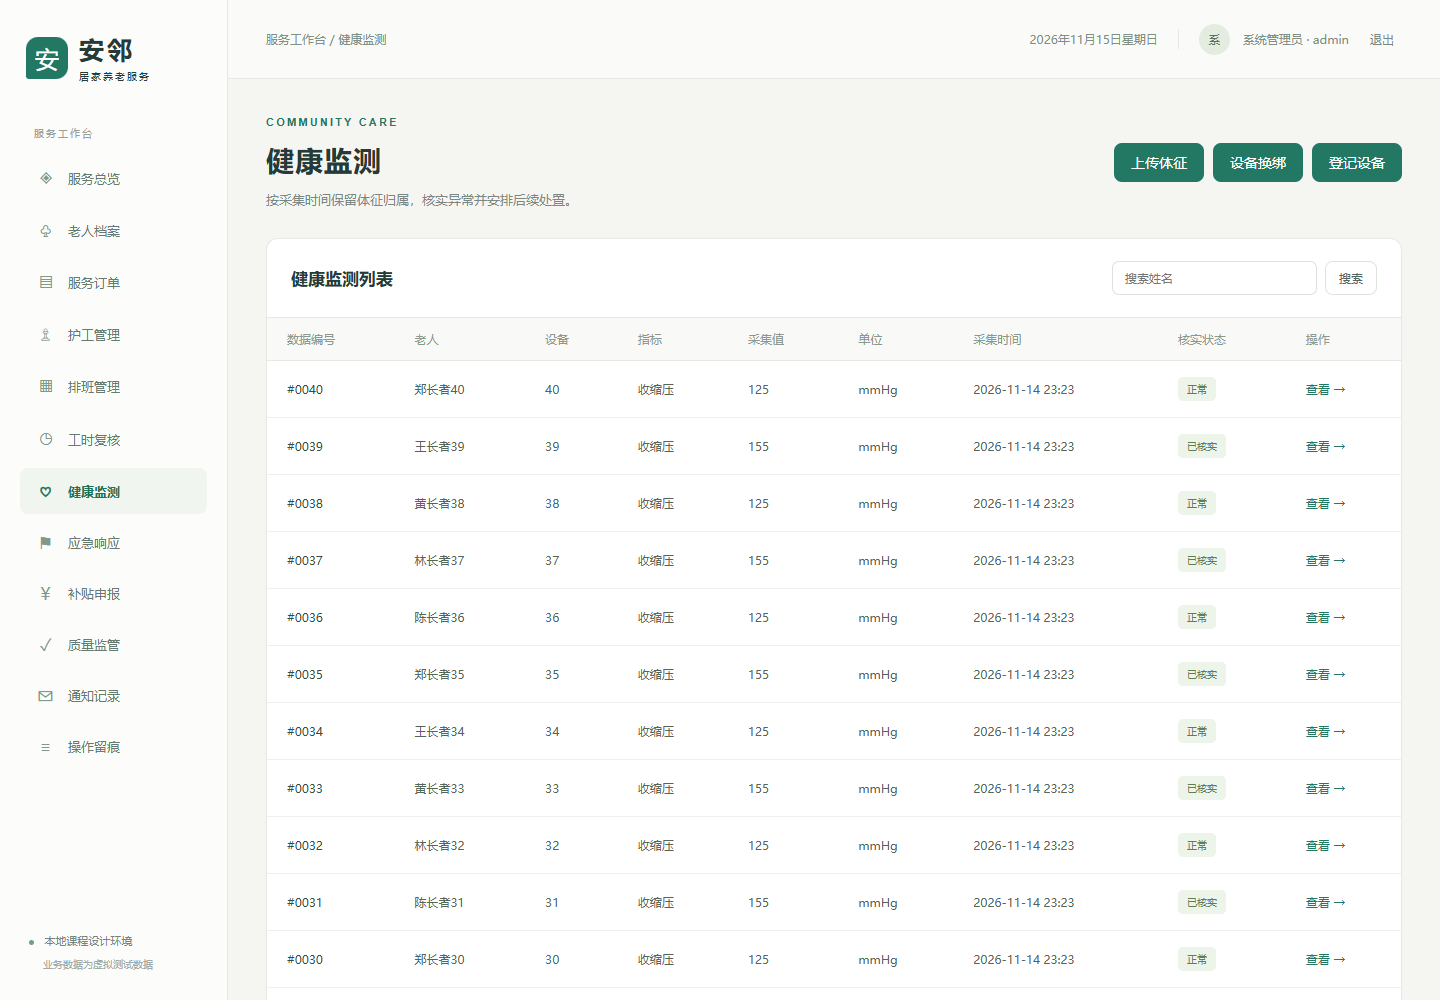 安 安邻
居家养老服务
服务工作台
服务总览
老人档案
服务订单
护工管理
排班管理
工时复核
健康监测
应急响应
¥ 补贴申报
质量监管
通知记录
操作留痕
本地课程设计环境
业务数据为虚拟测试数据
服务工作台 / 健康监测
2026年11月15日星期日 系 系统管理员 · admin 退出
COMMUNITY CARE
健康监测
按采集时间保留体征归属，核实异常并安排后续处置。
上传体征 设备换绑 登记设备
健康监测列表 搜索姓名 搜索
数据编号 老人 设备 指标 采集值 单位 采集时间 核实状态 操作
#0040 郑长者40 40 收缩压 125 mmHg 2026-11-14 23:23 正常 查看 →
#0039 王长者39 39 收缩压 155 mmHg 2026-11-14 23:23 已核实 查看 →
#0038 黄长者38 38 收缩压 125 mmHg 2026-11-14 23:23 正常 查看 →
#0037 林长者37 37 收缩压 155 mmHg 2026-11-14 23:23 已核实 查看 →
#0036 陈长者36 36 收缩压 125 mmHg 2026-11-14 23:23 正常 查看 →
#0035 郑长者35 35 收缩压 155 mmHg 2026-11-14 23:23 已核实 查看 →
#0034 王长者34 34 收缩压 125 mmHg 2026-11-14 23:23 正常 查看 →
#0033 黄长者33 33 收缩压 155 mmHg 2026-11-14 23:23 已核实 查看 →
#0032 林长者32 32 收缩压 125 mmHg 2026-11-14 23:23 正常 查看 →
#0031 陈长者31 31 收缩压 155 mmHg 2026-11-14 23:23 已核实 查看 →
#0030 郑长者30 30 收缩压 125 mmHg 2026-11-14 23:23 正常 查看 →